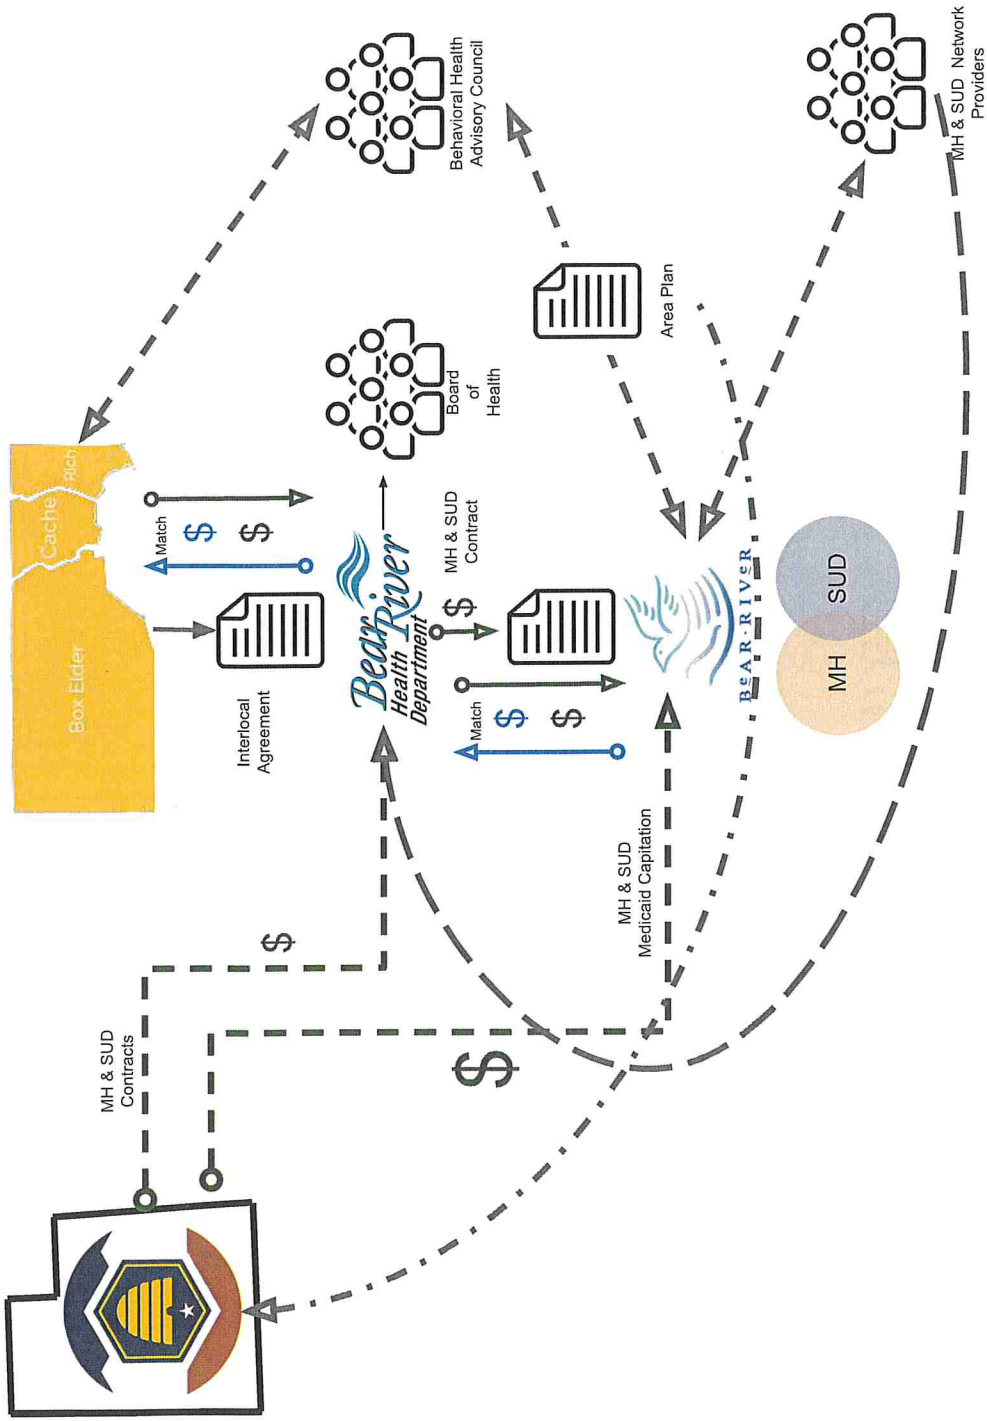 Box Elder
Cache
Rich
MH & SUD
Contracts
$
Interlocal
Agreement
Match
$
$
Behavioral Health
Advisory Council
Bear River
Health
Department
Board
of
Health
MH & SUD
Contract
$
Match
$
$
$
MH & SUD
Medicaid Capitation
Area Plan
BEAR·RIVER
MH
SUD
MH & SUD Network
Providers